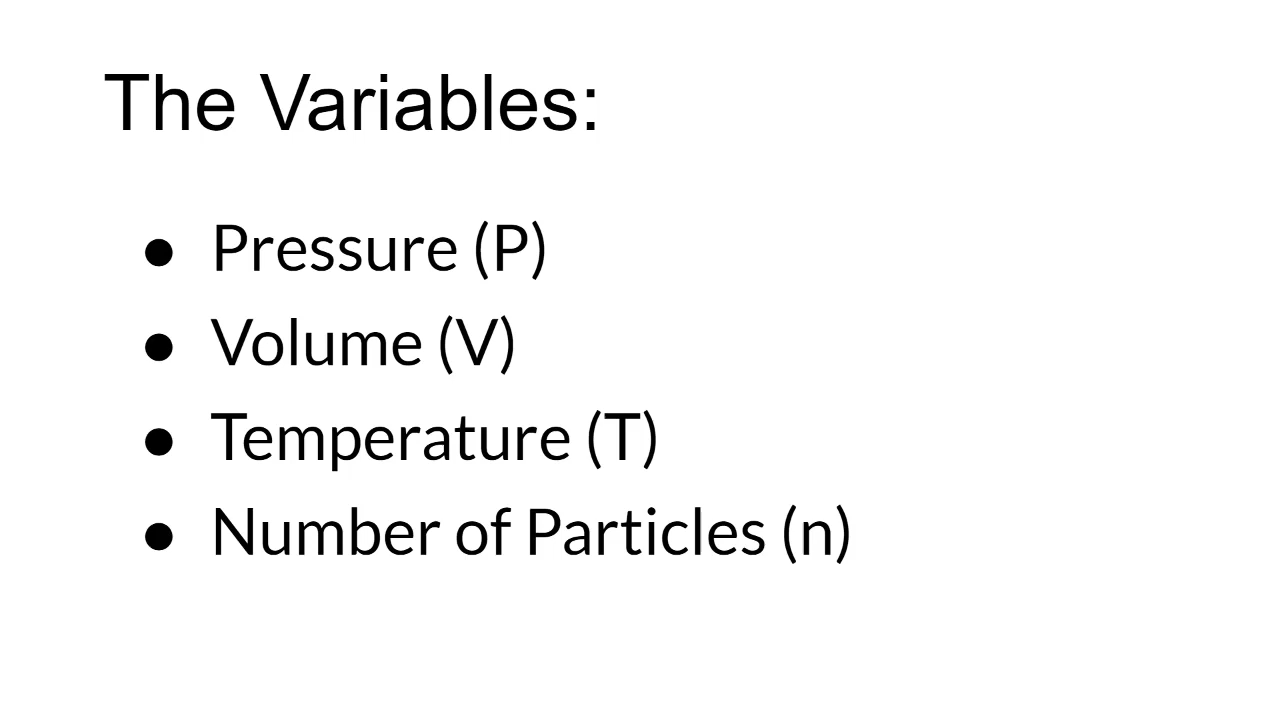 The Variables:
● Pressure (P)
● Volume (V)
● Temperature (T)
● Number of Particles (n)